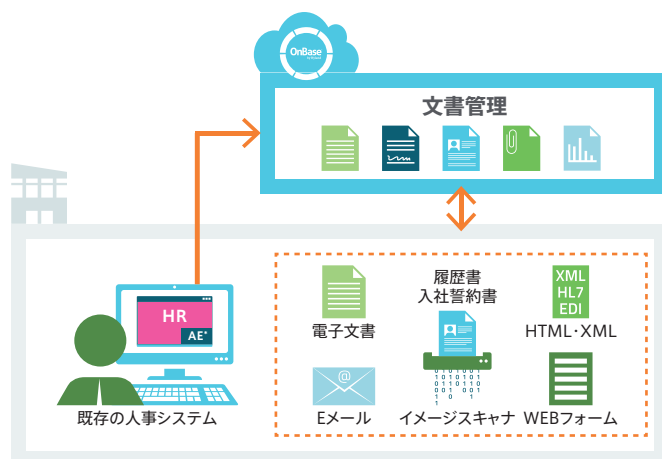 OnBase
文書管理
HR
AE*
既存の人事システム
電子文書
履歴書
入社誓約書
XML
HL7
EDI
HTML・XML
@
Eメール
イメージスキャナ
WEBフォーム